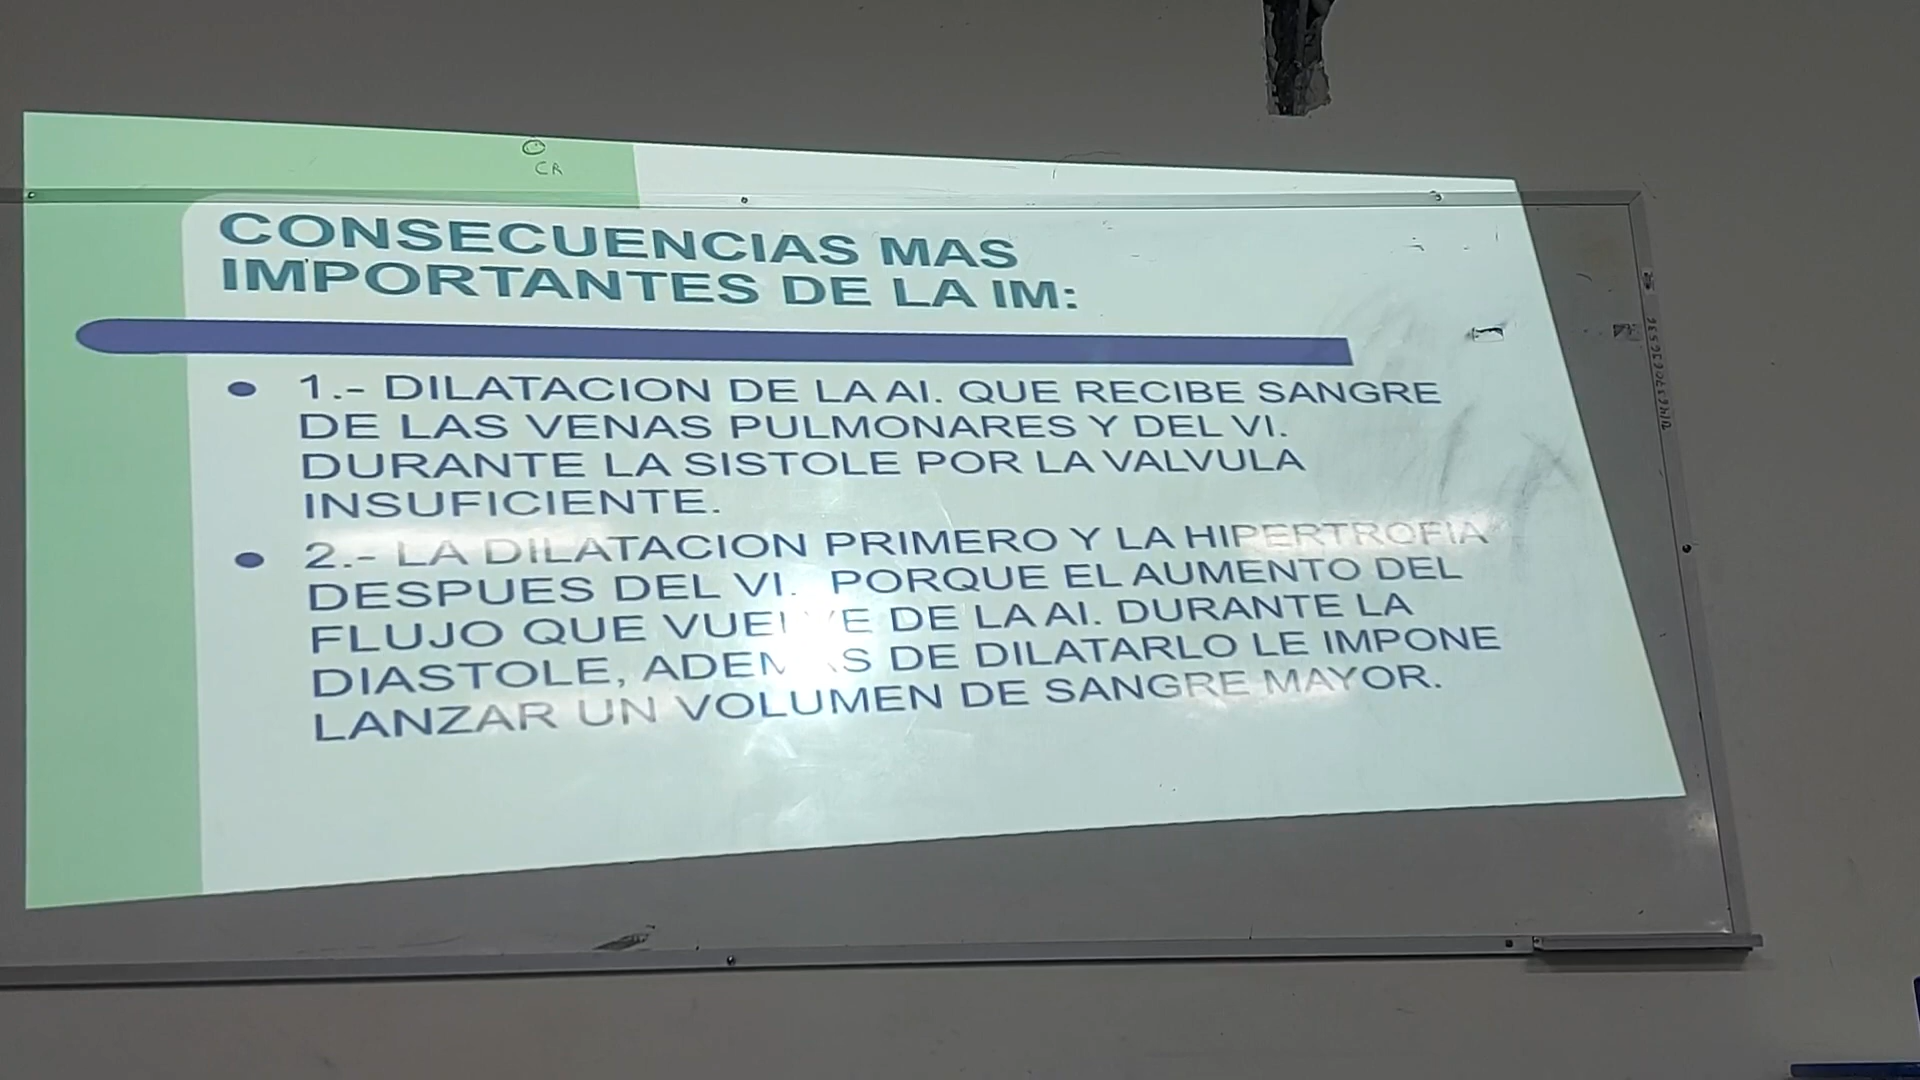 CR
CONSECUENCIAS MAS
IMPORTANTES DE LA IM:
● 1.- DILATACION DE LA AI. QUE RECIBE SANGRE
DE LAS VENAS PULMONARES Y DEL VI.
DURANTE LA SISTOLE POR LA VALVULA
INSUFICIENTE.
● 2.- LA DILATACION PRIMERO Y LA HIPERTROFIA
DESPUES DEL VI. PORQUE EL AUMENTO DEL
FLUJO QUE VUELVE DE LA AI. DURANTE LA
DIASTOLE, ADEMAS DE DILATARLO LE IMPONE
LANZAR UN VOLUMEN DE SANGRE MAYOR.